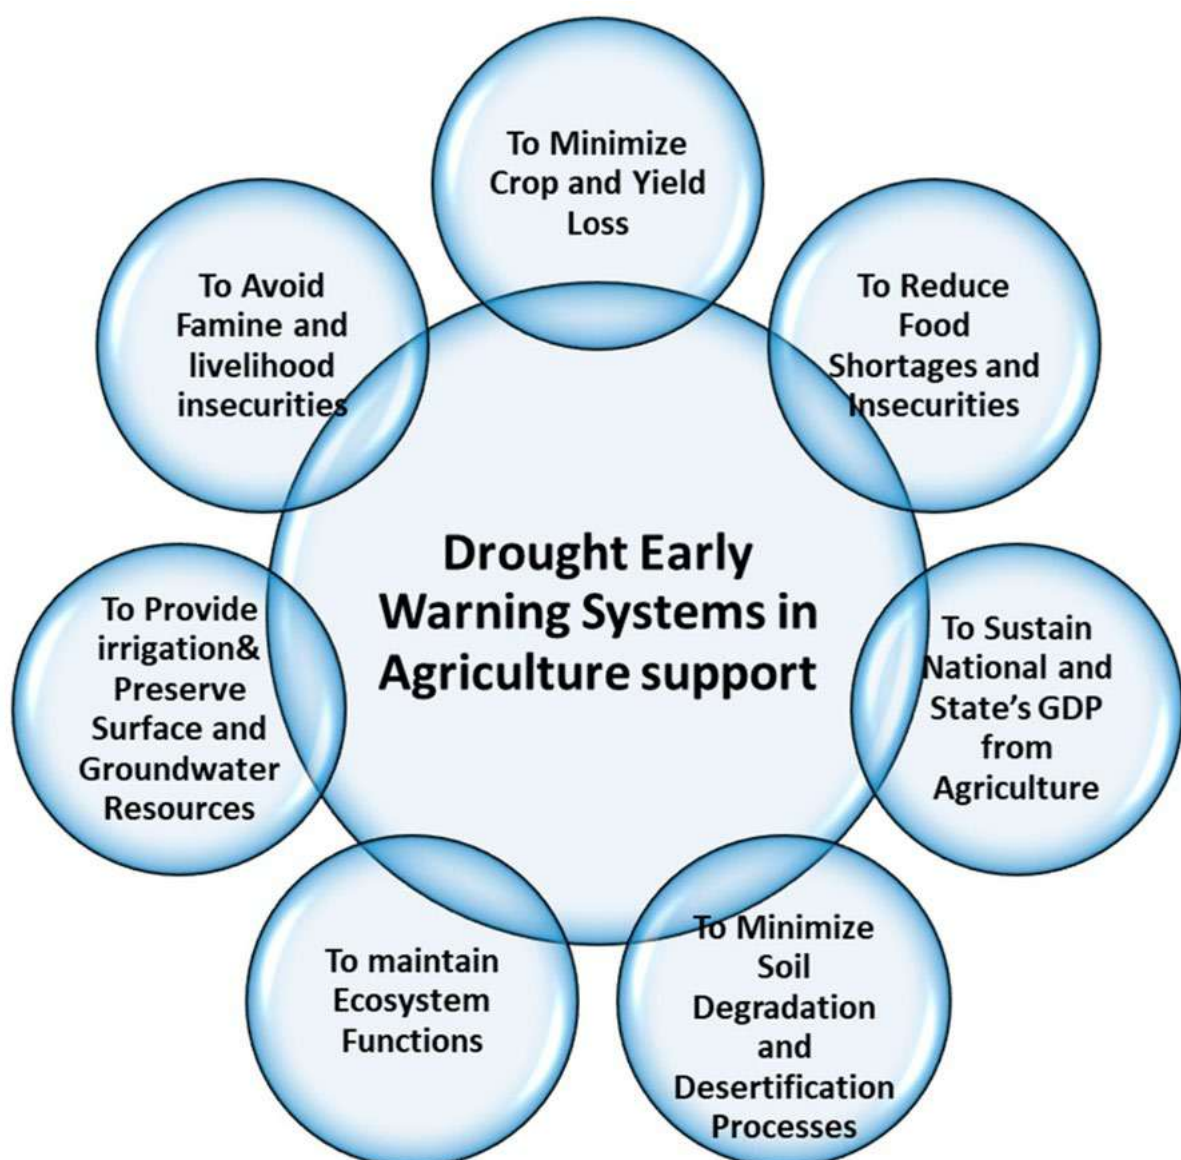 To Minimize
Crop and Yield
Loss
To Reduce
Food
Shortages and
Insecurities
To Sustain
National and
State's GDP
from
Agriculture
To Minimize
Soil
Degradation
and
Desertification
Processes
To maintain
Ecosystem
Functions
To Provide
irrigation&
Preserve
Surface and
Groundwater
Resources
To Avoid
Famine and
livelihood
insecurities
Drought Early
Warning Systems in
Agriculture support